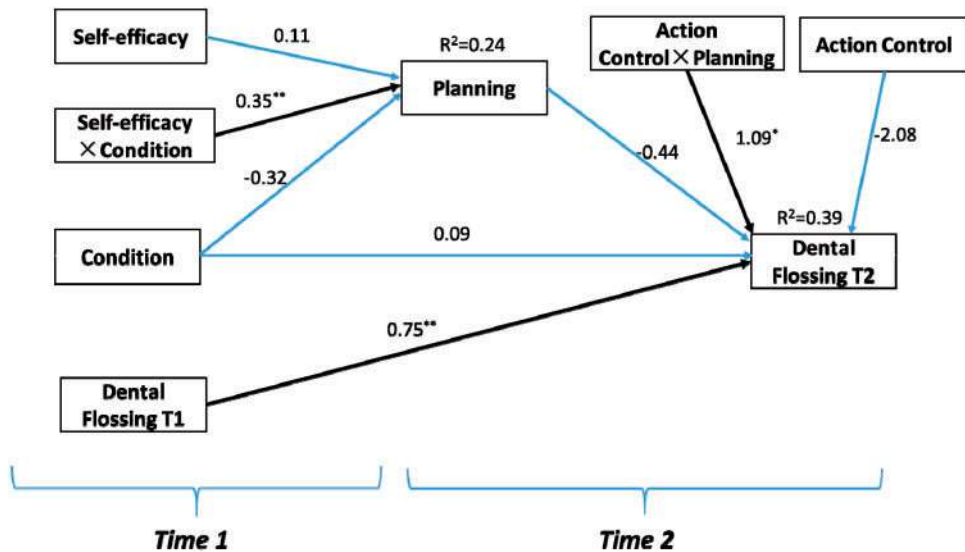 Self-efficacy
0.11
R²=0.24
Action
Control×Planning
Action Control
Planning
0.35**
Self-efficacy
×Condition
-0.32
-0.44
1.09*
-2.08
R²=0.39
Condition
0.09
Dental
Flossing T2
0.75**
Dental
Flossing T1
Time 1
Time 2